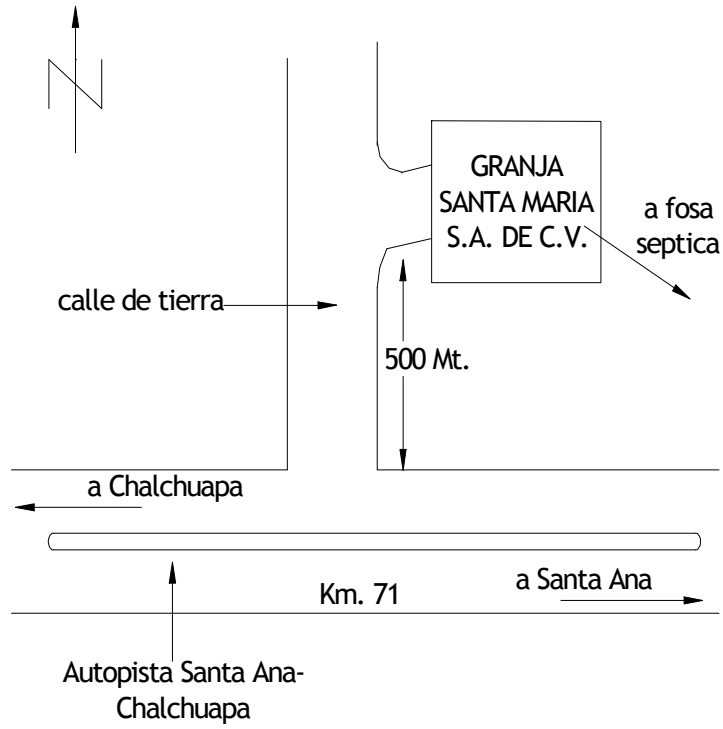 GRANJA
SANTA MARIA
S.A. DE C.V.
a fosa
septica
calle de tierra
500 Mt.
a Chalchuapa
a Santa Ana
Km. 71
Autopista Santa Ana-
Chalchuapa